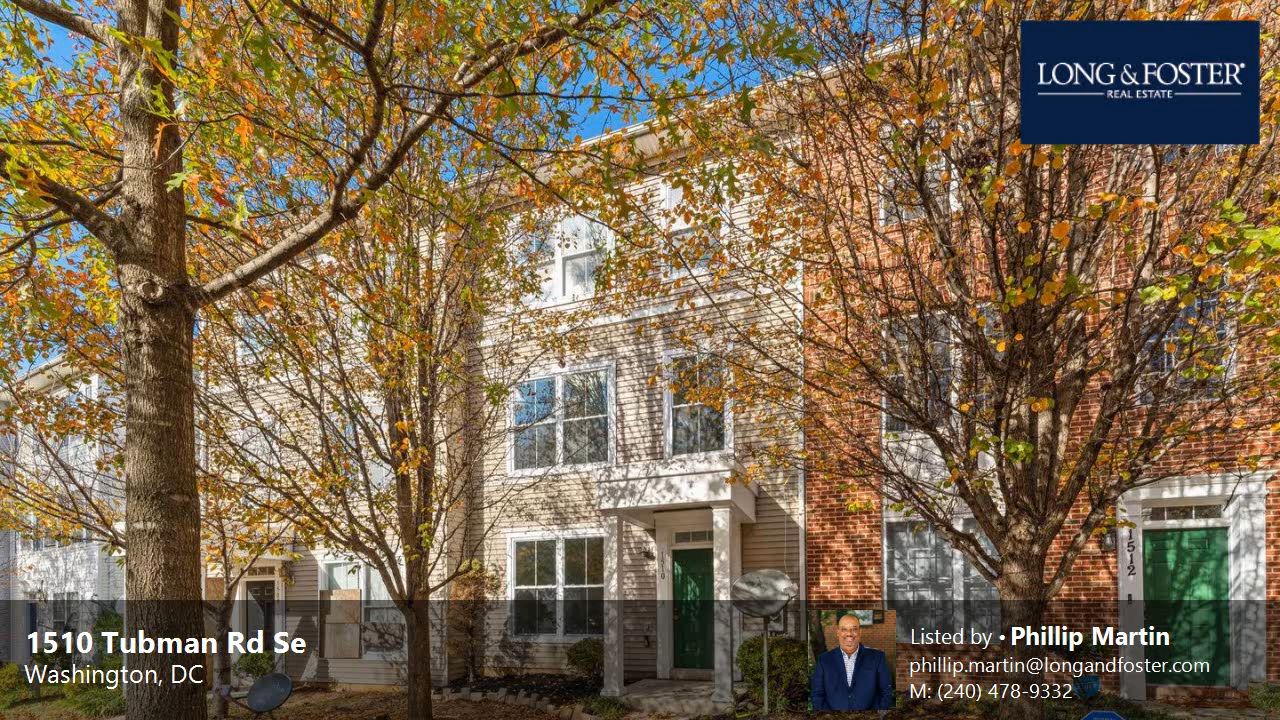 LONG & FOSTER®
REAL ESTATE
1510
1512
1510 Tubman Rd Se
Washington, DC
Listed by • Phillip Martin
phillip.martin@longandfoster.com
M: (240) 478-9332